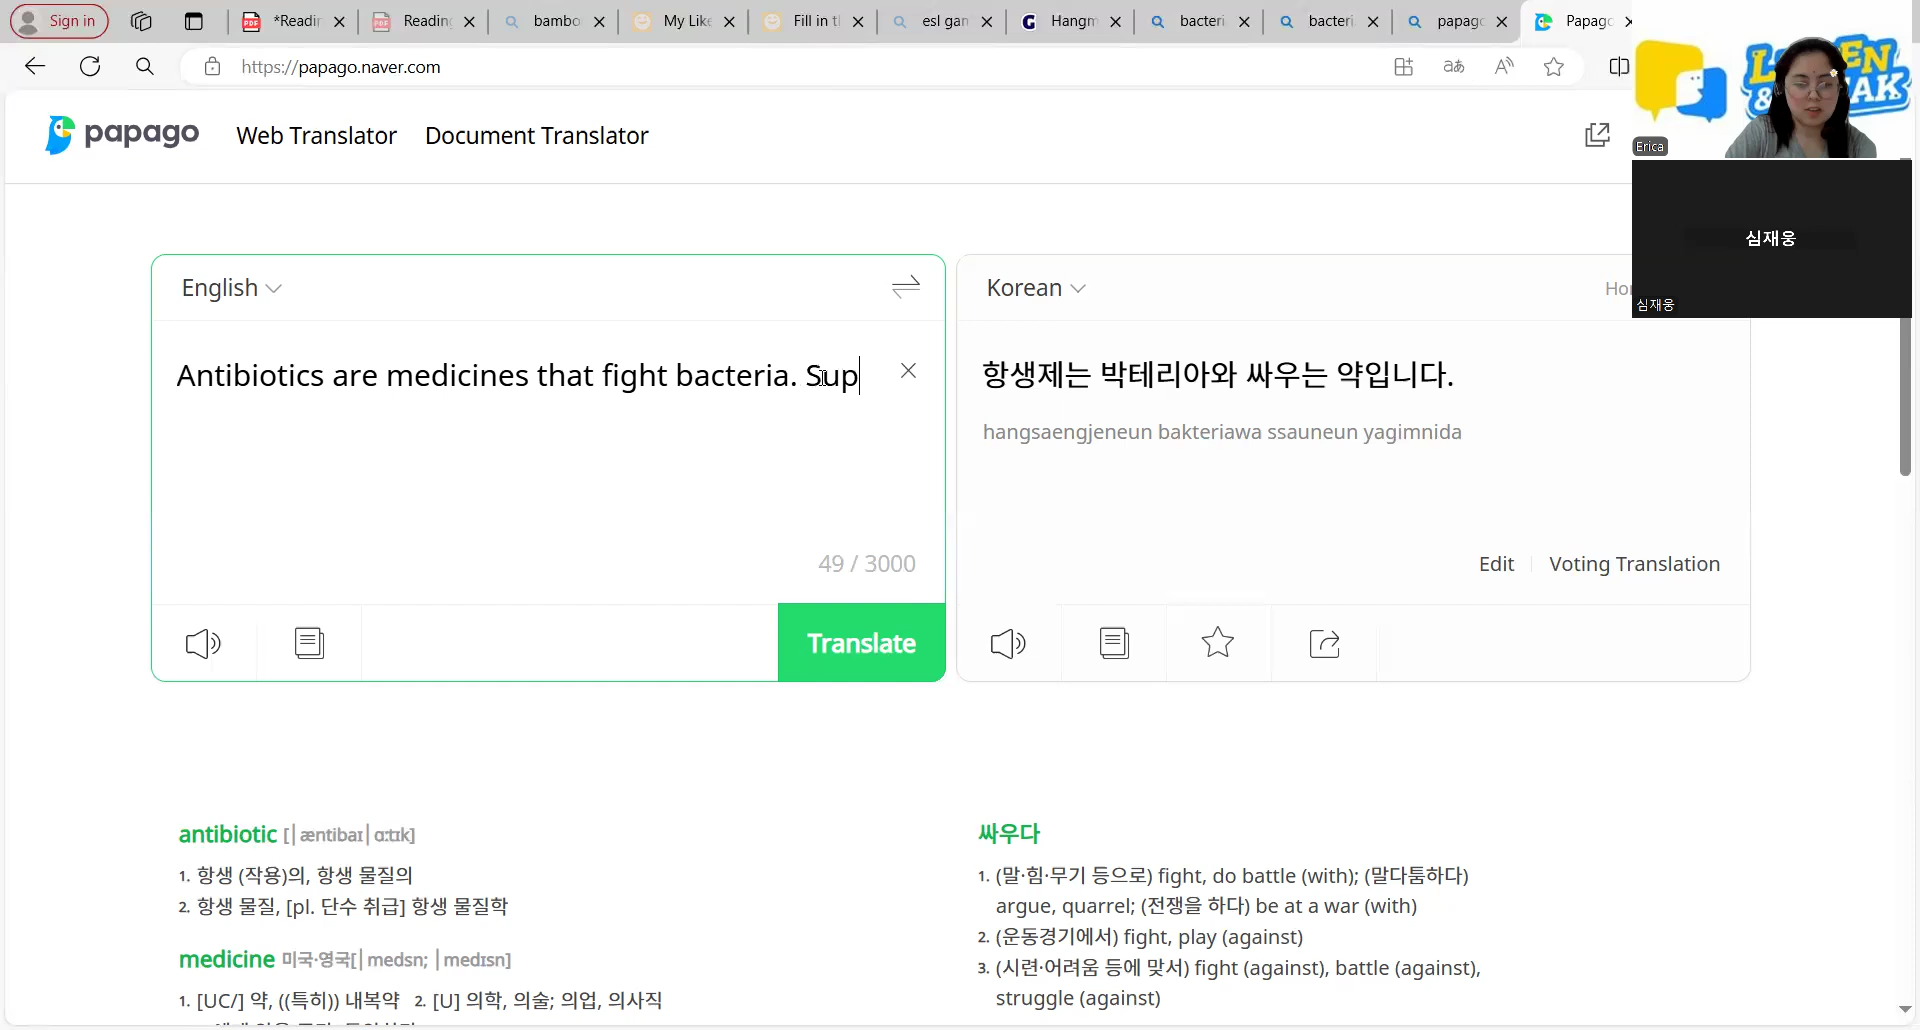 Sign in
*Readin
Reading
bambo
My Like
Fill in t
esl gan
Hangm
bacteri
bacteri
papago
Papago
https://papago.naver.com
papago Web Translator Document Translator
Erica
심재웅
심재웅
English
Korean
Hor
Antibiotics are medicines that fight bacteria. Sup
항생제는 박테리아와 싸우는 약입니다.
hangsaengjeneun bakteriawa ssauneun yagimnida
49 / 3000
Edit
Voting Translation
Translate
antibiotic [|æntibaɪ|ɑːtɪk]
1. 항생 (작용)의, 항생 물질의
2. 항생 물질, [pl. 단수 취급] 항생 물질학
medicine 미국·영국[|medsn; |medɪsn]
1. [UC/] 약, ((특히)) 내복약 2. [U] 의학, 의술; 의업, 의사직
싸우다
1. (말·힘·무기 등으로) fight, do battle (with); (말다툼하다)
argue, quarrel; (전쟁을 하다) be at a war (with)
2. (운동경기에서) fight, play (against)
3. (시련·어려움 등에 맞서) fight (against), battle (against),
struggle (against)